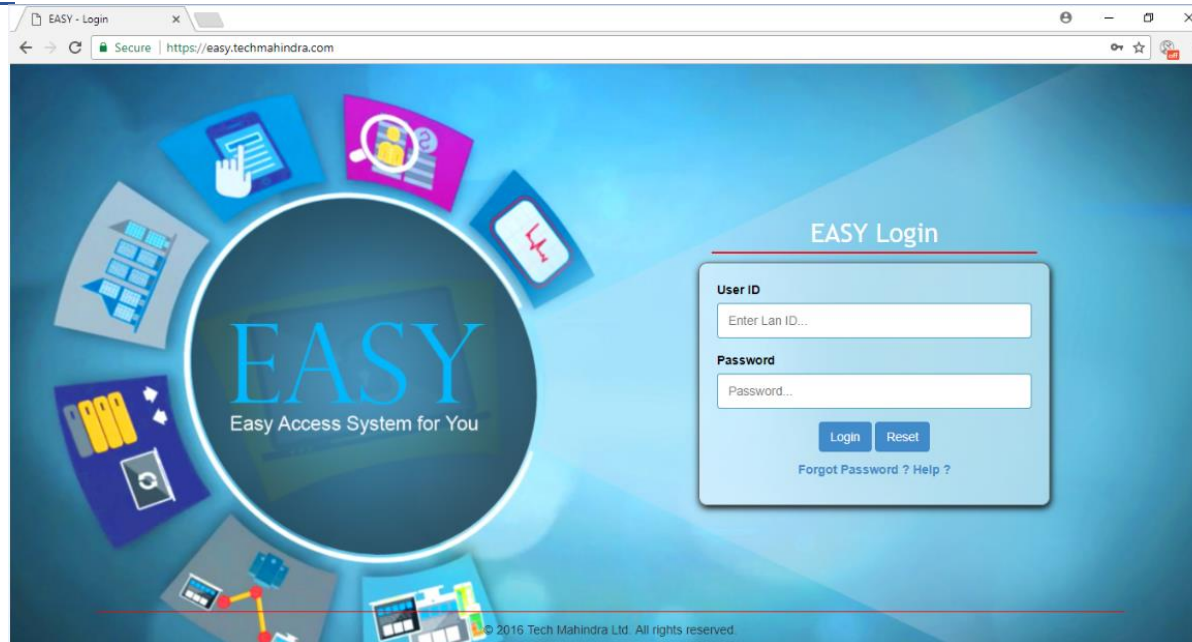 EASY - Login
Secure | https://easy.techmahindra.com
EASY
Easy Access System for You
EASY Login
User ID
Enter Lan ID...
Password
Password...
Login Reset
Forgot Password ? Help ?
© 2016 Tech Mahindra Ltd. All rights reserved.